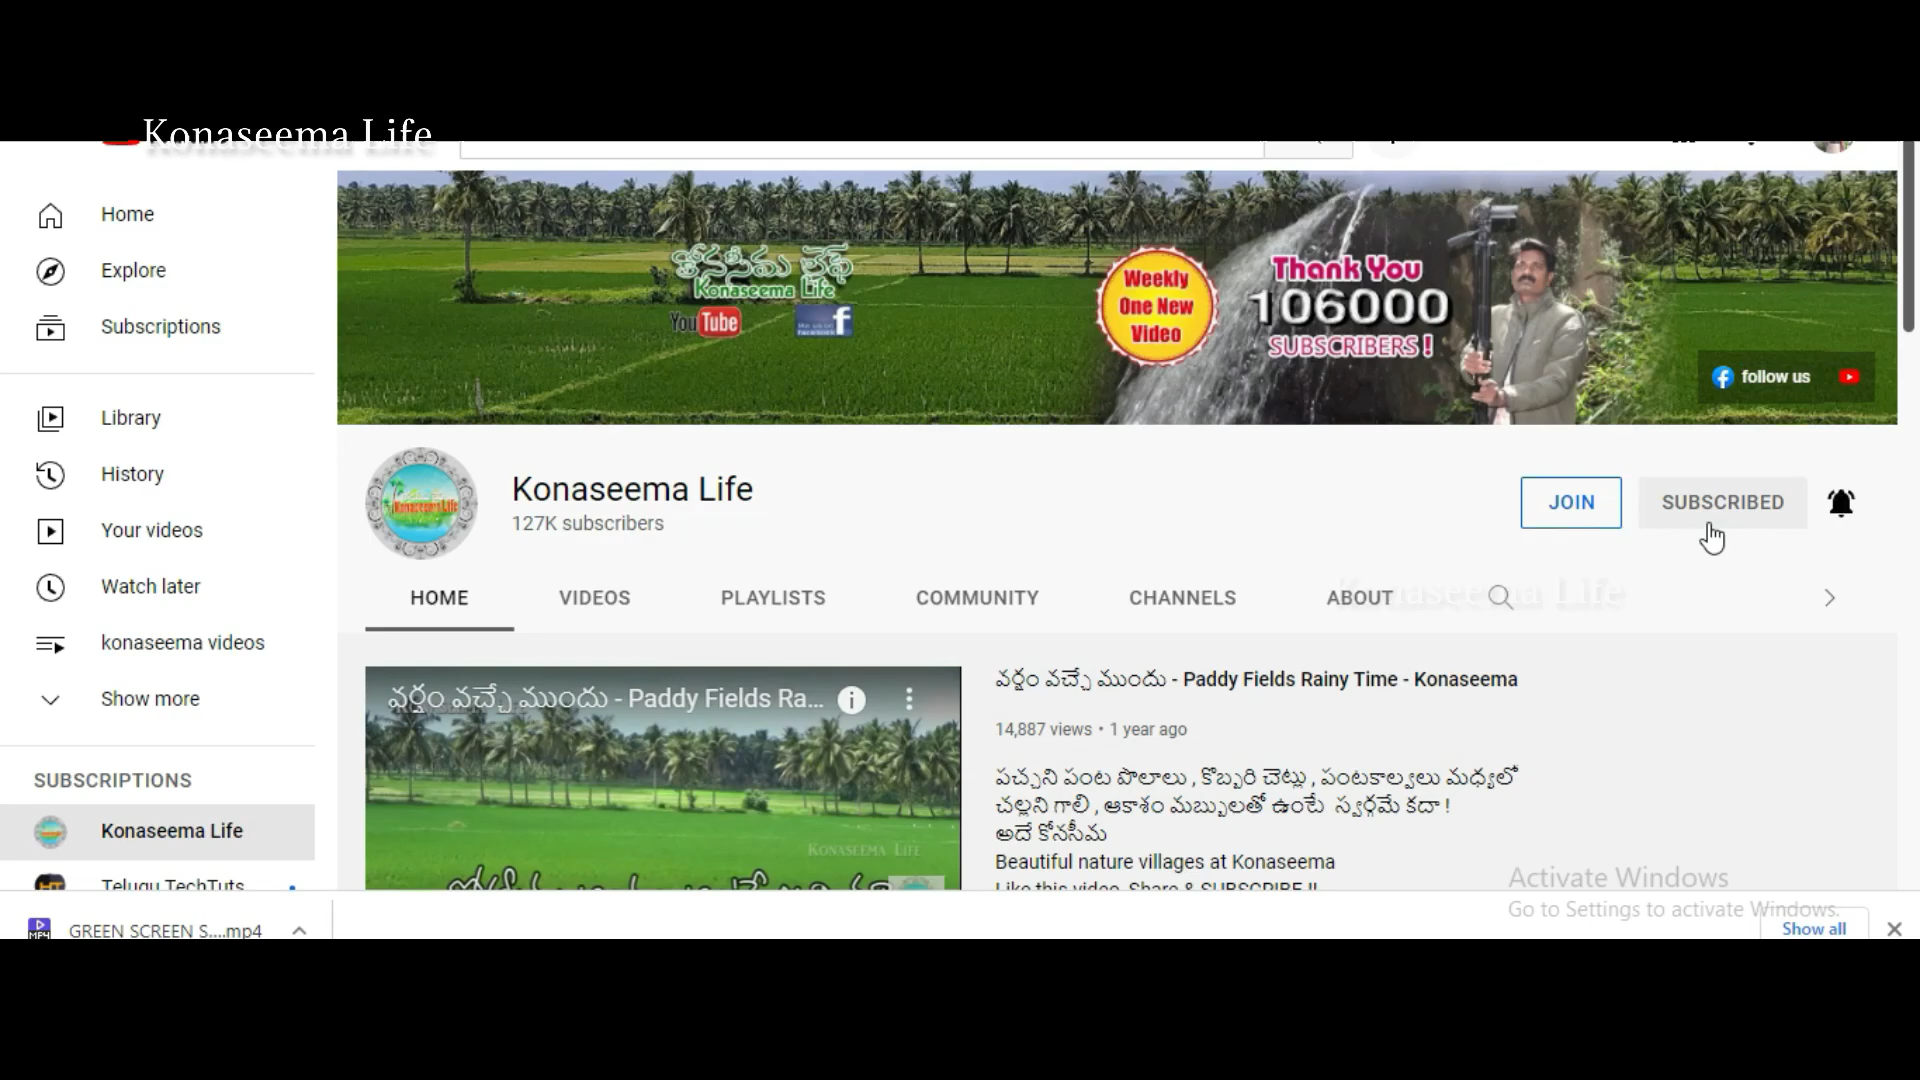 Konaseema Life
Home
Explore
Subscriptions
Library
History
Your videos
Watch later
konaseema videos
Show more
SUBSCRIPTIONS
Konaseema Life
Telugu TechTuts
కోనసీమ లైఫ్
Konaseema Life
YouTube
Weekly
One New
Video
Thank You
106000
SUBSCRIBERS !
follow us
Konaseema Life
127K subscribers
JOIN
SUBSCRIBED
HOME
VIDEOS
PLAYLISTS
COMMUNITY
CHANNELS
ABOUT
Konaseema Life
వర్షం వచ్చే ముందు - Paddy Fields Ra...
KONASEEMA LIFE
వర్షం వచ్చే ముందు - Paddy Fields Rainy Time - Konaseema
14,887 views • 1 year ago
పచ్చని పంట పొలాలు , కొబ్బరి చెట్లు , పంటకాల్వలు మధ్యలో
చల్లని గాలి , ఆకాశం మబ్బులతో ఉంటే స్వర్గమే కదా !
అదే కోనసీమ
Beautiful nature villages at Konaseema
Like this video, Share & SUBSCRIBE !!
Activate Windows
Go to Settings to activate Windows.
GREEN SCREEN S....mp4
Show all